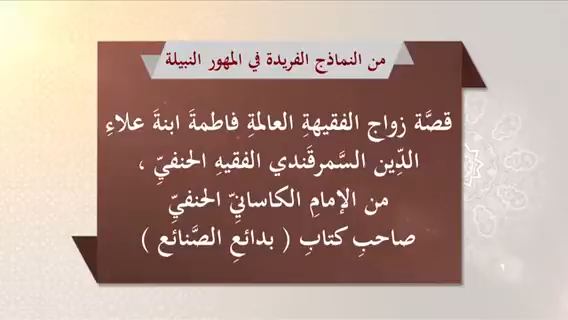 من النماذج الفريدة في المهور النبيلة
قصَّة زواج الفقيهةِ العالمةِ فاطمةَ ابنةَ علاءِ
الدِّين السَّمرقَندي الفقيهِ الحنفيِّ ،
من الإمامِ الكاسانيِّ الحنفيِّ
صاحبِ كتابِ ( بدائعِ الصَّنائع )